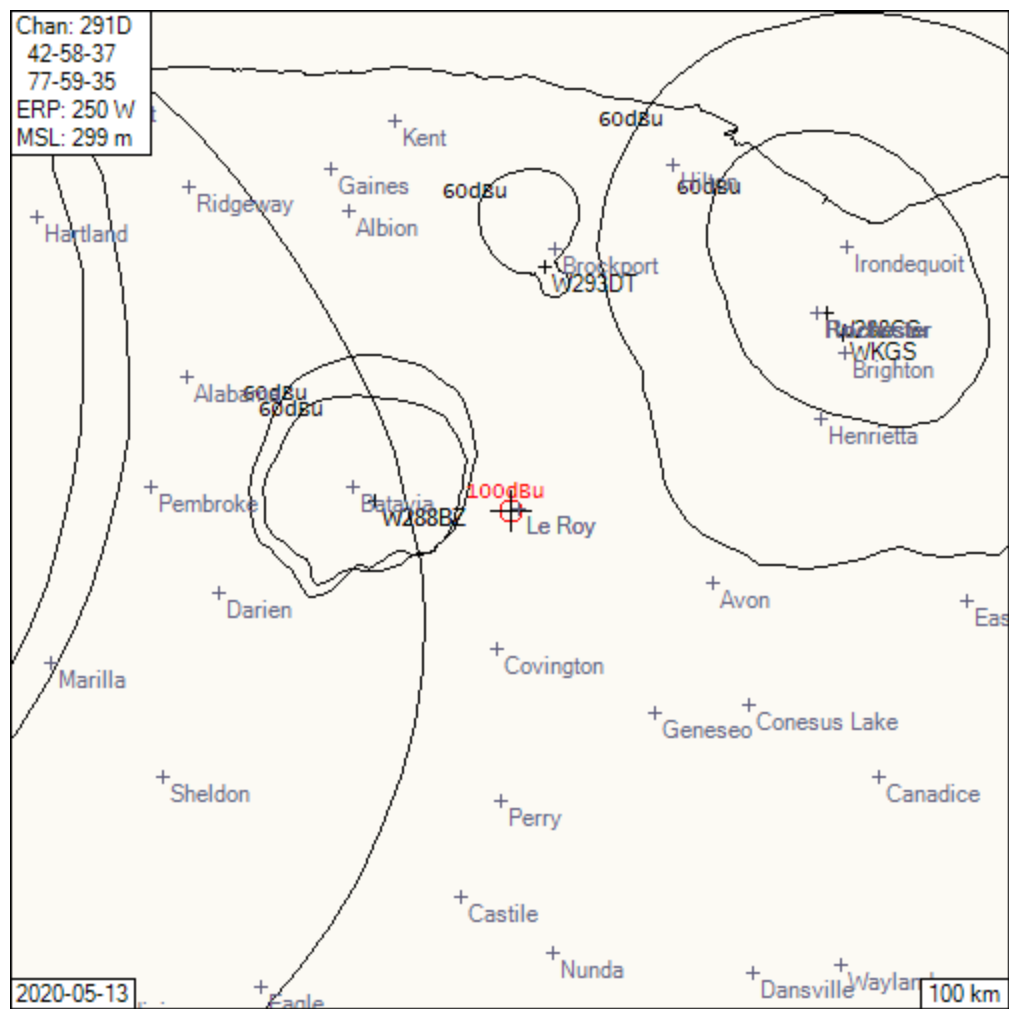 Chan: 291D
42-58-37
77-59-35
ERP: 250 W
MSL: 299 m
60dBu
Kent
Gaines
60dBu
60dBu
Ridgeway
Albion
Hartland
Brockport
W293DT
Irondequoit
WKGS
Brighton
60dBu
60dBu
Henrietta
Pembroke
Batavia
W288BZ
100dBu
Le Roy
Avon
Darien
Covington
Marilla
Geneseo
Conesus Lake
Sheldon
Canadice
Perry
Castile
Nunda
Dansville
Eagle
2020-05-13
100 km